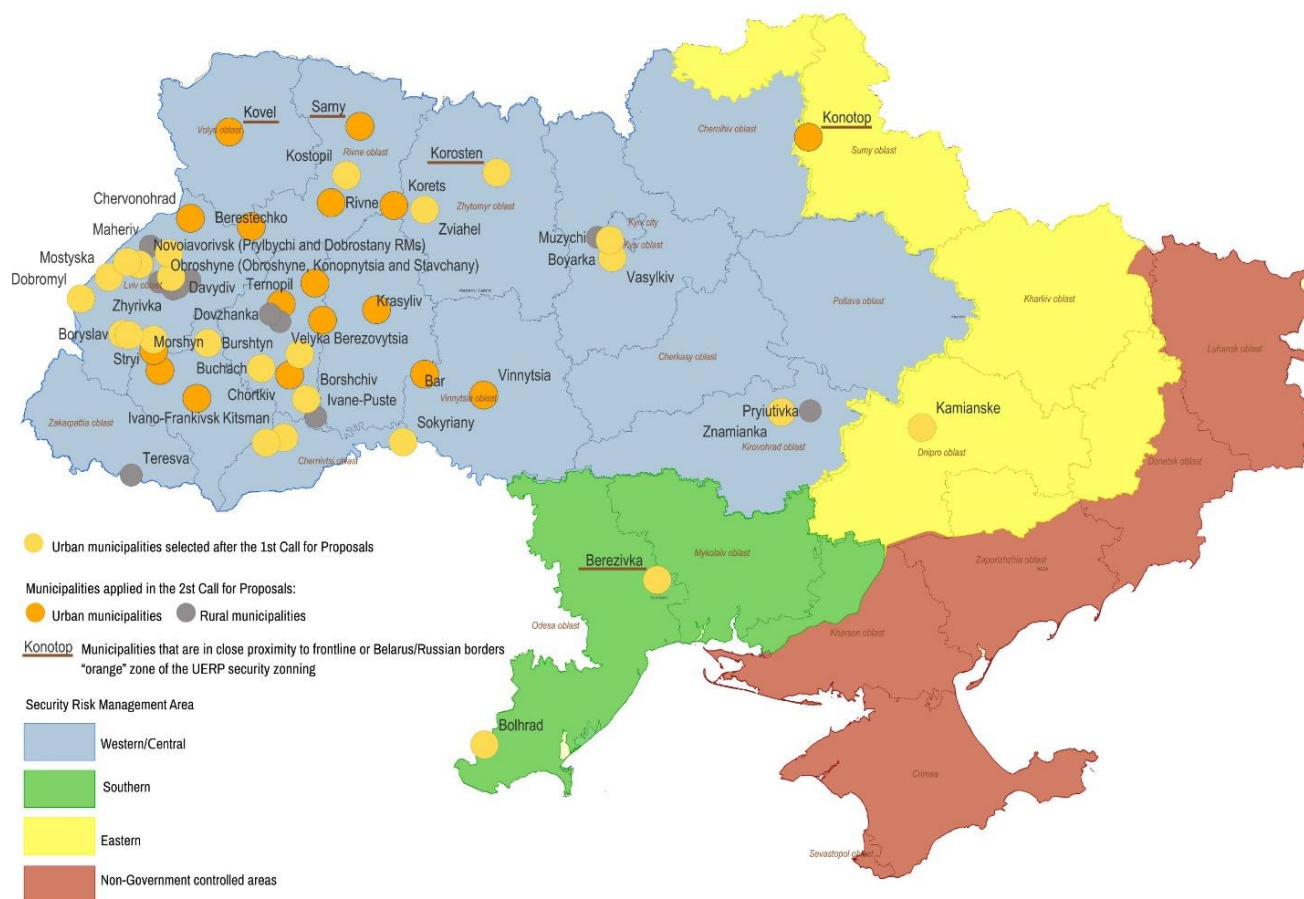 Kovel
Sarny
Volyn oblast
Rivne oblast
Kostopil
Korosten
Chernihiv oblast
Konotop
Sumy oblast
Chervonohrad
Berestechko
Rivne
Korets
Zhytomyr oblast
Zviahel
Maheriv
Novoiavorivsk (Prylbychi and Dobrostany RMs)
Muzychi
Kyiv city
Kyiv oblast
Boyarka
Vasylkiv
Mostyska
Obroshyne (Obroshyne, Konopnytsia and Stavchany)
Dobromyl
Lviv oblast
Davydiv
Ternopil
Western / Central
Zhyrivka
Dovzhanka
Krasyliv
Poltava oblast
Kharkiv oblast
Boryslav
Morshyn
Burshtyn
Velyka Berezovytsia
Cherkasy oblast
Luhansk oblast
Stryi
Buchach
Chortkiv
Borshchiv
Bar
Vinnytsia
Vinnytsia oblast
Ivane-Puste
Ivano-Frankivsk
Kitsman
Sokyriany
Zakarpattia oblast
Chernivtsi oblast
Pryiutivka
Znamianka
Kirovohrad oblast
Kamianske
Dnipro oblast
Donetsk oblast
Teresva
Urban municipalities selected after the 1st Call for Proposals
Municipalities applied in the 2st Call for Proposals:
Urban municipalities
Rural municipalities
Konotop
Municipalities that are in close proximity to frontline or Belarus/Russian borders
“orange” zone of the UERP security zonning
Berezivka
Mykolaiv oblast
Zaporizhzhia oblast
Odesa oblast
Kherson oblast
Bolhrad
Crimea
Sevastopol oblast
Security Risk Management Area
Western/Central
Southern
Eastern
Non-Government controlled areas